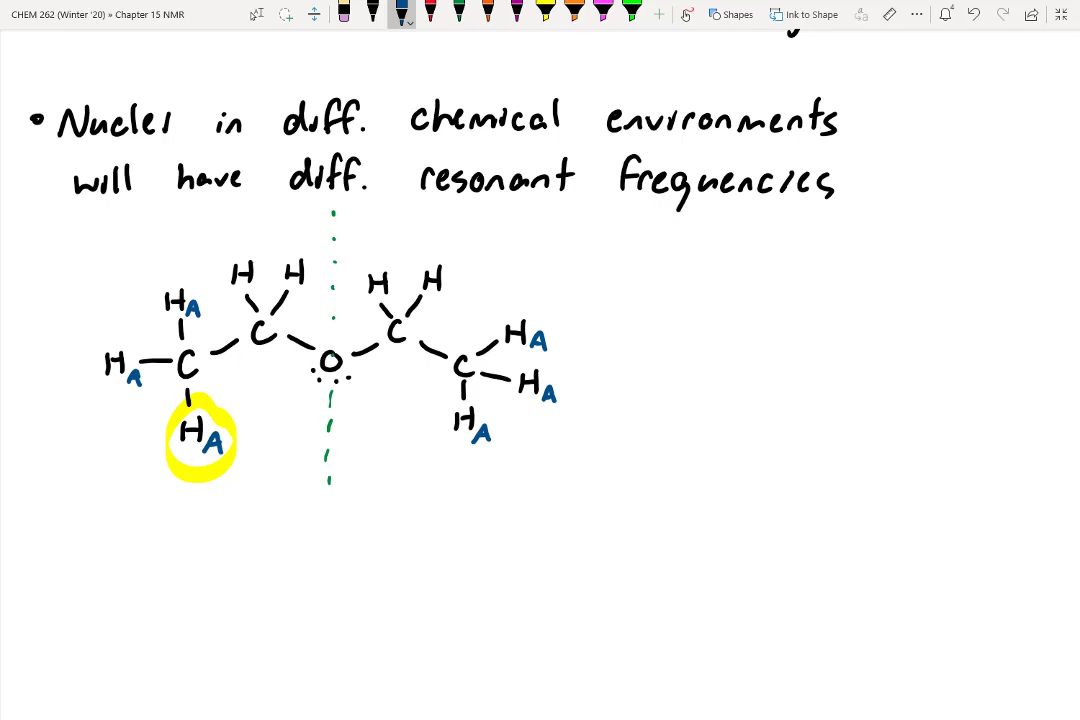 CHEM 262 (Winter '20) » Chapter 15 NMR
Shapes
Ink to Shape
• Nuclei in diff. chemical environments
will have diff. resonant frequencies
H H H H
HA C C HA
HA C O C HA
HA HA